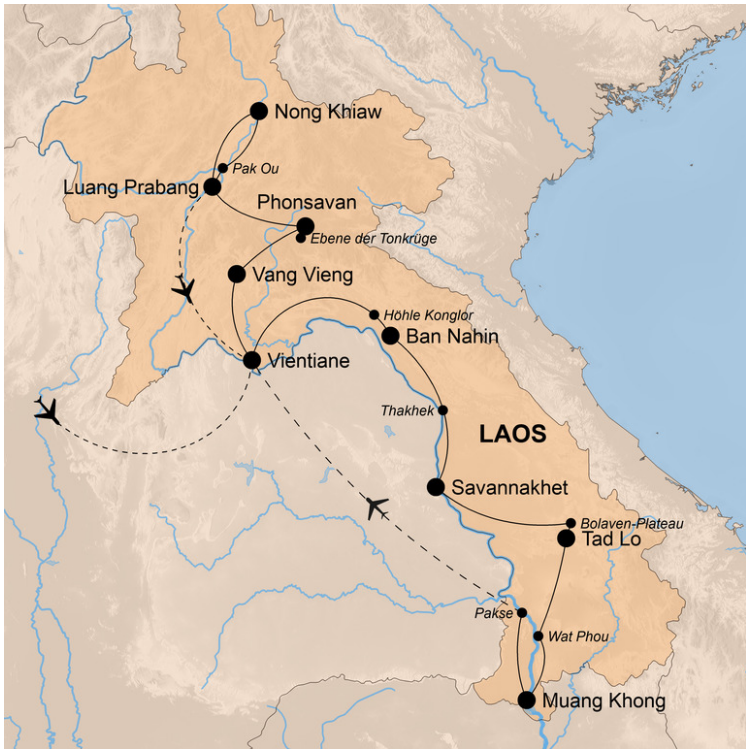 Nong Khiaw
Pak Ou
Luang Prabang
Phonsavan
Ebene der Tonkrüge
Vang Vieng
Höhle Konglor
Ban Nahin
Vientiane
Thakhek
LAOS
Savannakhet
Bolaven-Plateau
Tad Lo
Pakse
Wat Phou
Muang Khong